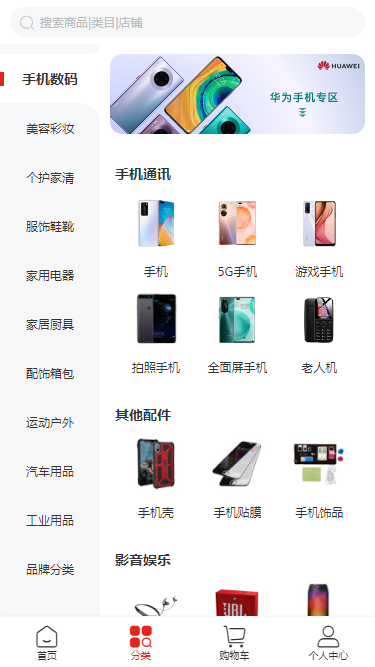 搜索商品|类目|店铺
手机数码
美容彩妆
个护家清
服饰鞋靴
家用电器
家居厨具
配饰箱包
运动户外
汽车用品
工业用品
品牌分类
HUAWEI
华为手机专区
手机通讯
手机 5G手机 游戏手机
拍照手机 全面屏手机 老人机
其他配件
手机壳 手机贴膜 手机饰品
影音娱乐
JBL
首页 分类 购物车 个人中心